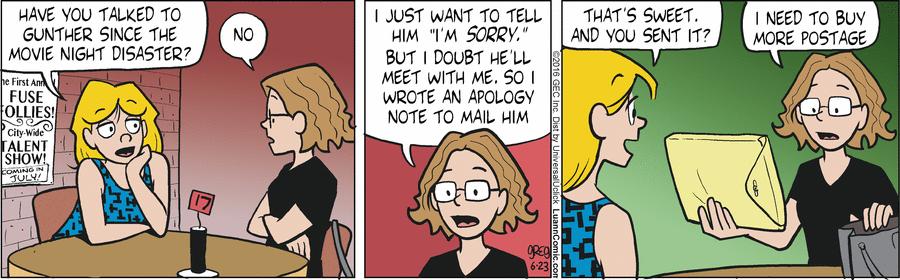 HAVE YOU TALKED TO
GUNTHER SINCE THE
MOVIE NIGHT DISASTER?
NO
The First Ann
FUSE
FOLLIES!
City-Wide
TALENT
SHOW!
COMING IN
JULY!
17
I JUST WANT TO TELL
HIM "I'M SORRY."
BUT I DOUBT HE'LL
MEET WITH ME. SO I
WROTE AN APOLOGY
NOTE TO MAIL HIM
GREG
6-23
©2016 GEC Inc. Dist by UniversalUclick LuannComic.com
THAT'S SWEET.
AND YOU SENT IT?
I NEED TO BUY
MORE POSTAGE